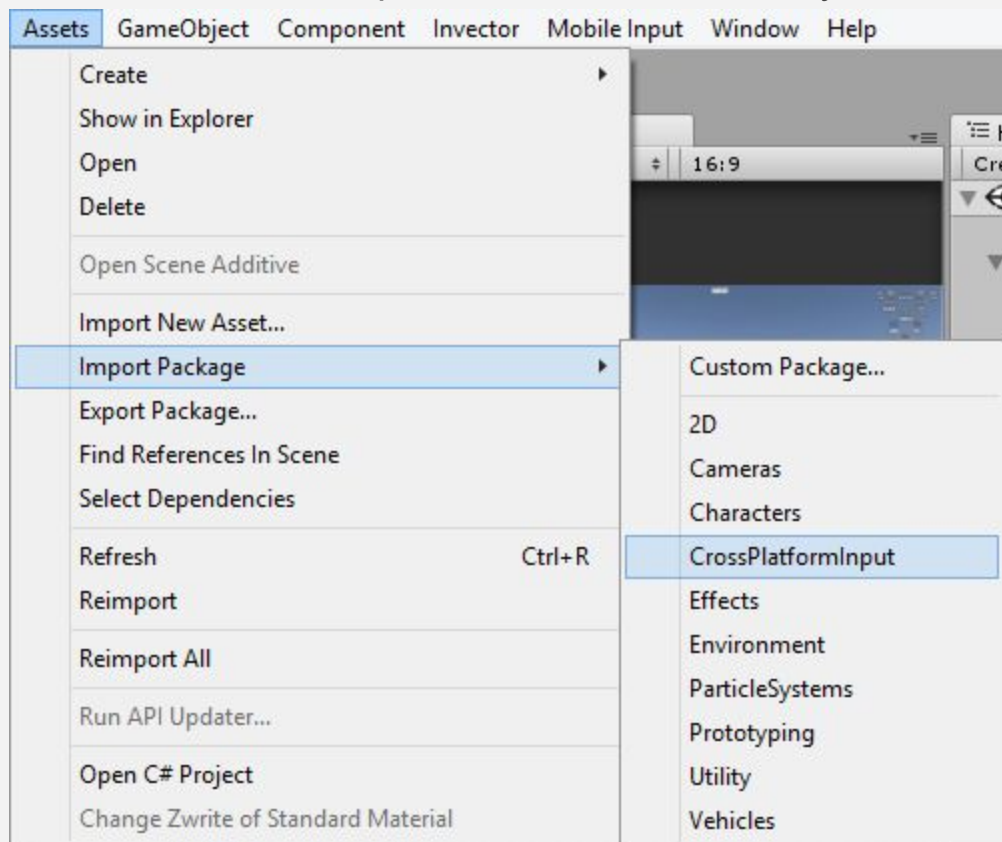 Assets GameObject Component Invector Mobile Input Window Help
Create
Show in Explorer
Open
Delete
Open Scene Additive
Import New Asset...
Import Package
Export Package...
Find References In Scene
Select Dependencies
Refresh Ctrl+R
Reimport
Reimport All
Run API Updater...
Open C# Project
Change Zwrite of Standard Material
16:9
Custom Package...
2D
Cameras
Characters
CrossPlatformInput
Effects
Environment
ParticleSystems
Prototyping
Utility
Vehicles